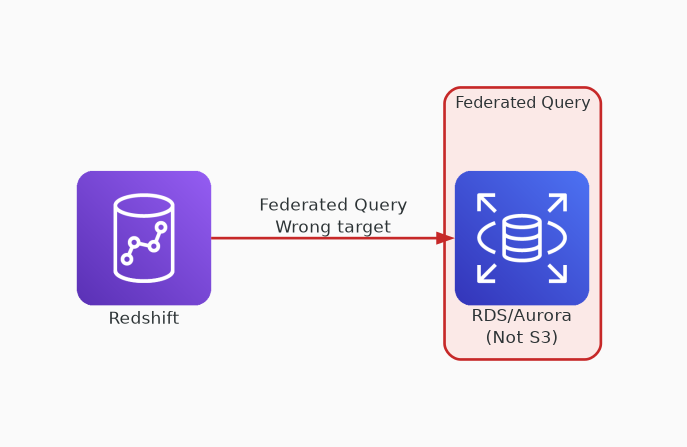 Federated Query
Federated Query
Wrong target
Redshift
RDS/Aurora
(Not S3)